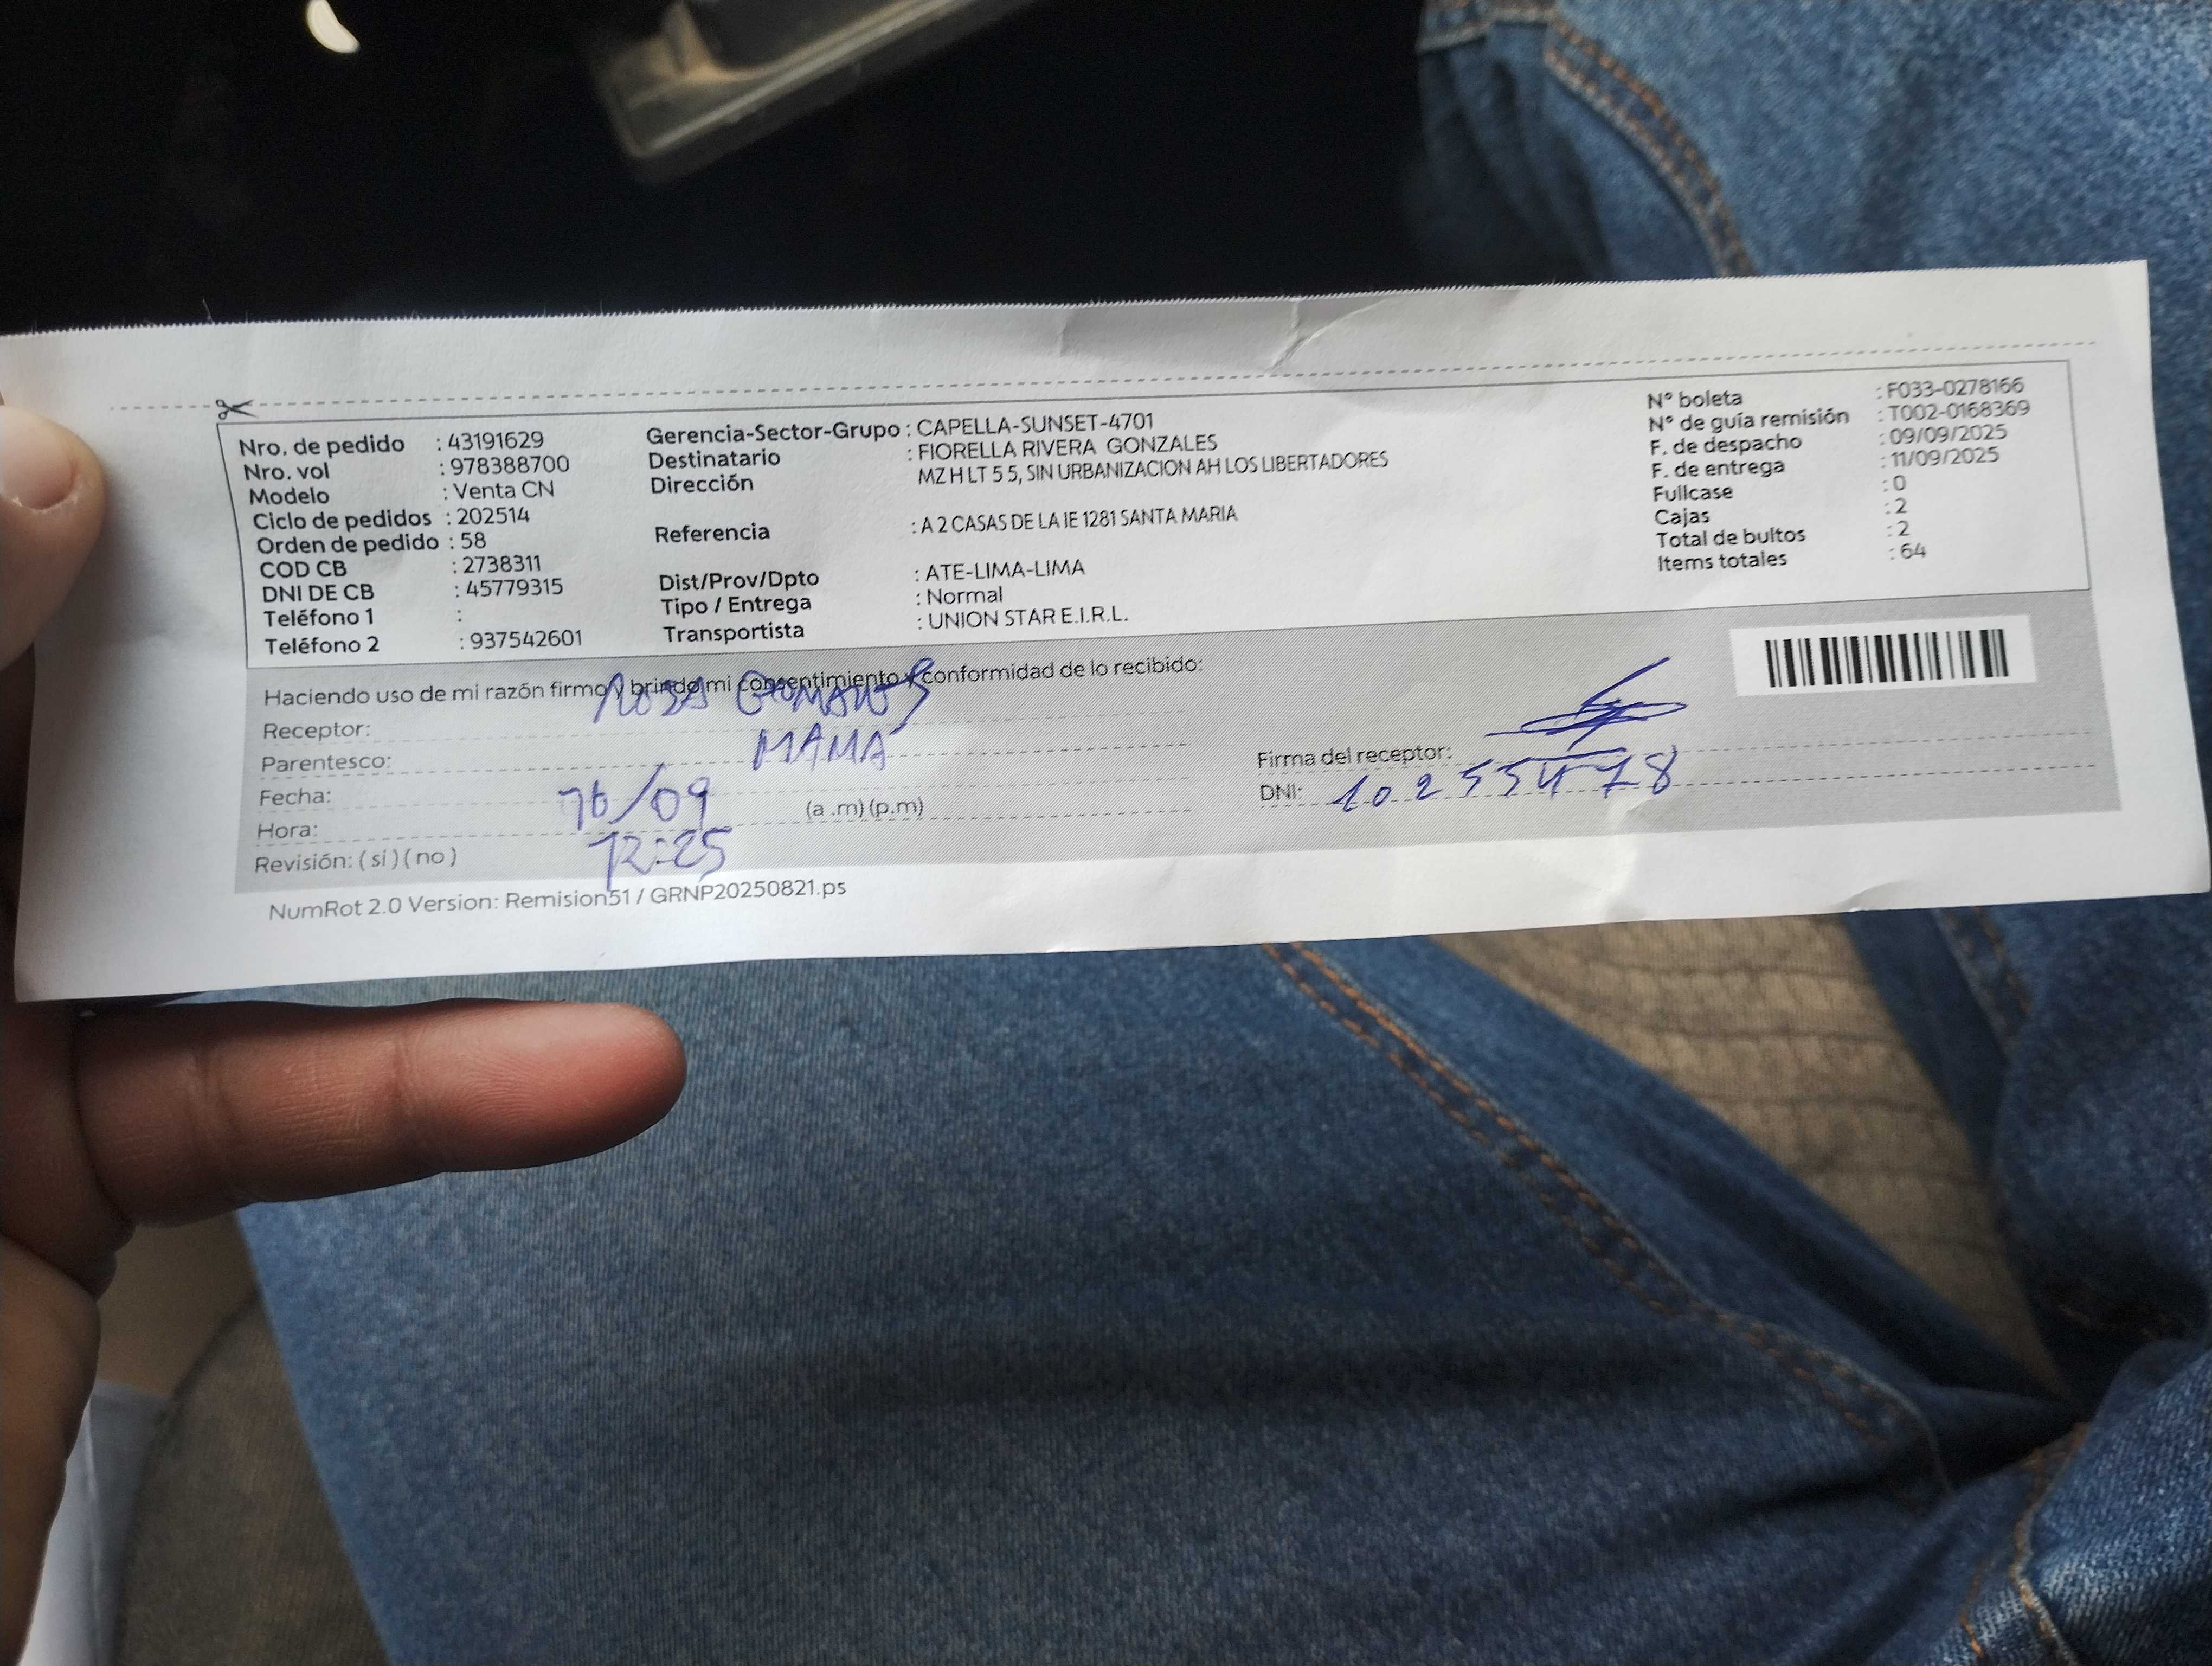 Nro. de pedido : 43191629
Nro. vol : 978388700
Modelo : Venta CN
Ciclo de pedidos : 202514
Orden de pedido : 58
COD CB : 2738311
DNI DE CB : 45779315
Teléfono 1 :
Teléfono 2 : 937542601
Gerencia-Sector-Grupo : CAPELLA-SUNSET-4701
Destinatario : FIORELLA RIVERA GONZALES
Dirección MZ H LT 5 5, SIN URBANIZACION AH LOS LIBERTADORES
Referencia : A 2 CASAS DE LA IE 1281 SANTA MARIA
Dist/Prov/Dpto : ATE-LIMA-LIMA
Tipo / Entrega : Normal
Transportista : UNION STAR E.I.R.L.
N° boleta : F033-0278166
N° de guía remisión : T002-0168369
F. de despacho : 09/09/2025
F. de entrega : 11/09/2025
Fullcase : 0
Cajas : 2
Total de bultos : 2
Items totales : 64
Haciendo uso de mi razón firmo y brindo mi consentimiento y conformidad de lo recibido:
Receptor: ROSA
Parentesco: MAMA
Fecha: 10/09
Hora: 12:25 (a .m) (p.m)
Revisión: ( si ) ( no )
Firma del receptor:
DNI: 10255478
NumRot 2.0 Version: Remision51 / GRNP20250821.ps